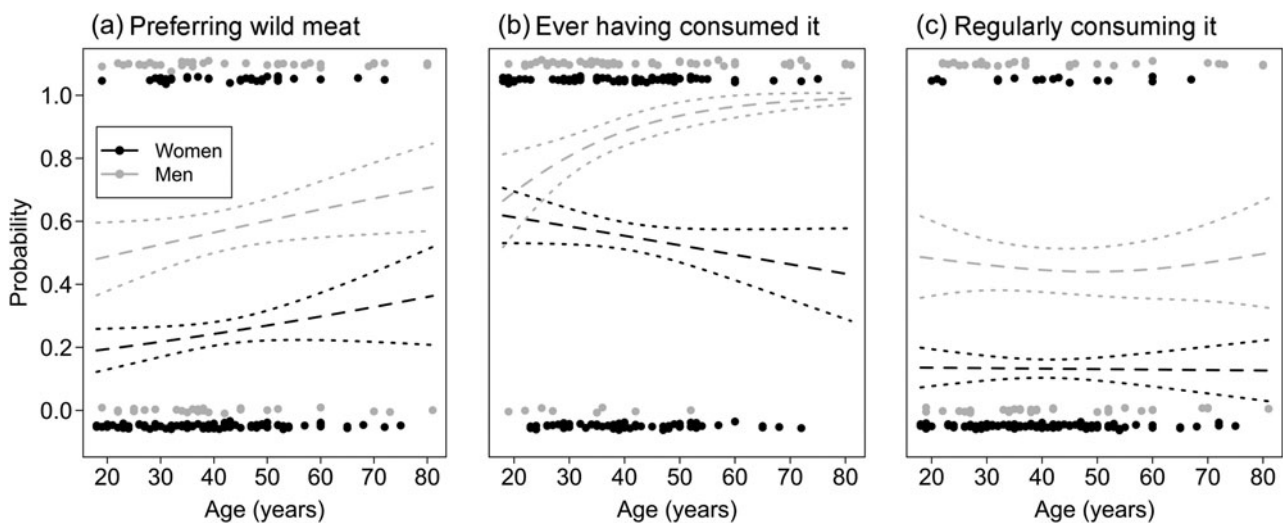 (a) Preferring wild meat
(b) Ever having consumed it
(c) Regularly consuming it
Probability
1.0
0.8
0.6
0.4
0.2
0.0
Women
Men
20 30 40 50 60 70 80
20 30 40 50 60 70 80
20 30 40 50 60 70 80
Age (years)
Age (years)
Age (years)